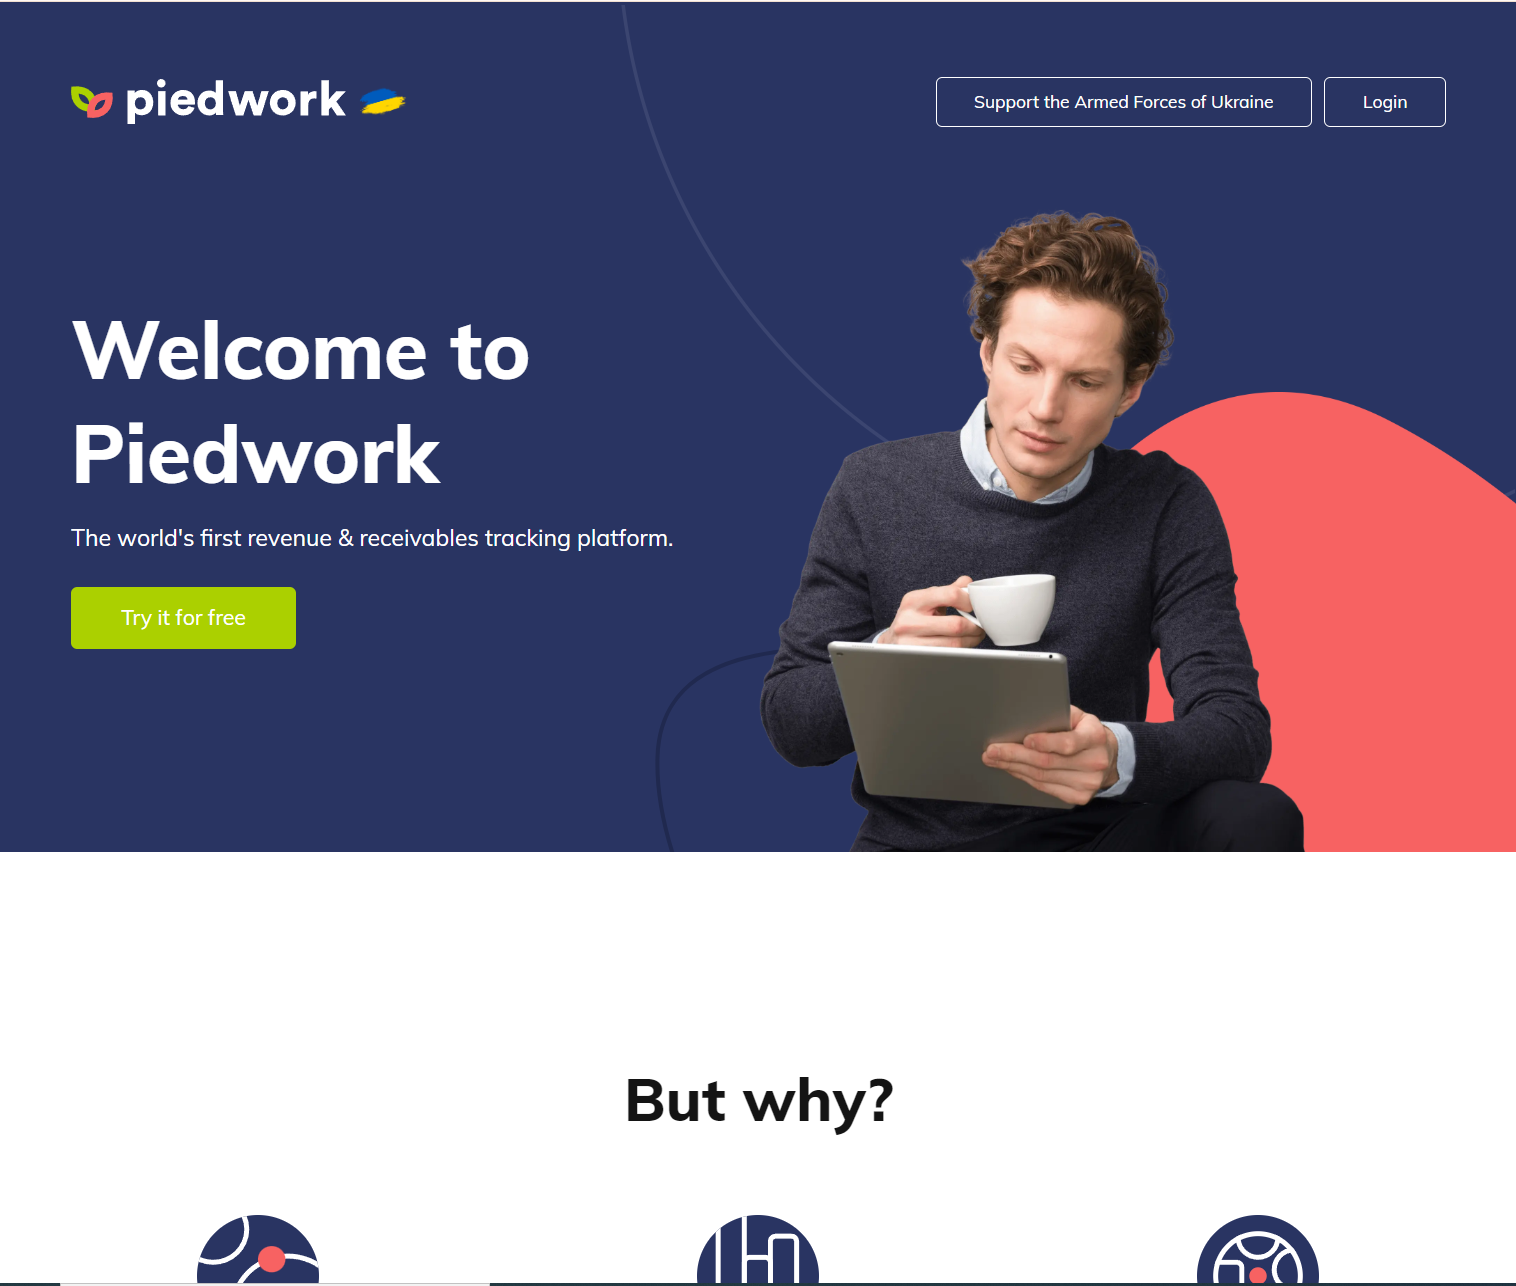 piedwork
Support the Armed Forces of Ukraine
Login
Welcome to
Piedwork
The world's first revenue & receivables tracking platform.
Try it for free
But why?